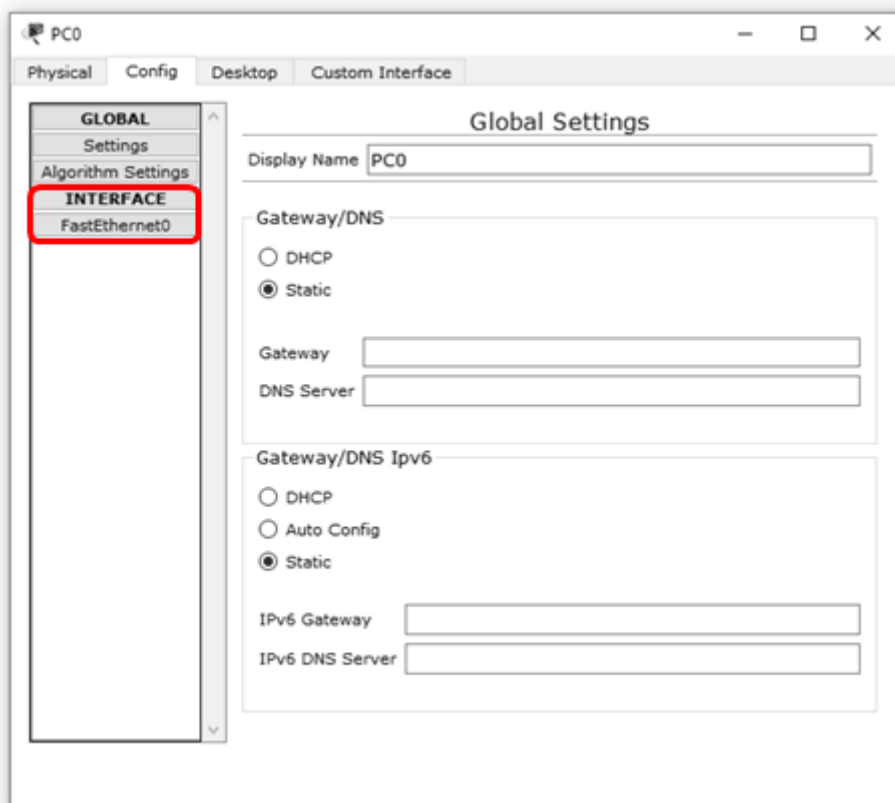 PC0
Physical Config Desktop Custom Interface
GLOBAL
Settings
Algorithm Settings
INTERFACE
FastEthernet0
Global Settings
Display Name PC0
Gateway/DNS
DHCP
Static
Gateway
DNS Server
Gateway/DNS Ipv6
DHCP
Auto Config
Static
IPv6 Gateway
IPv6 DNS Server